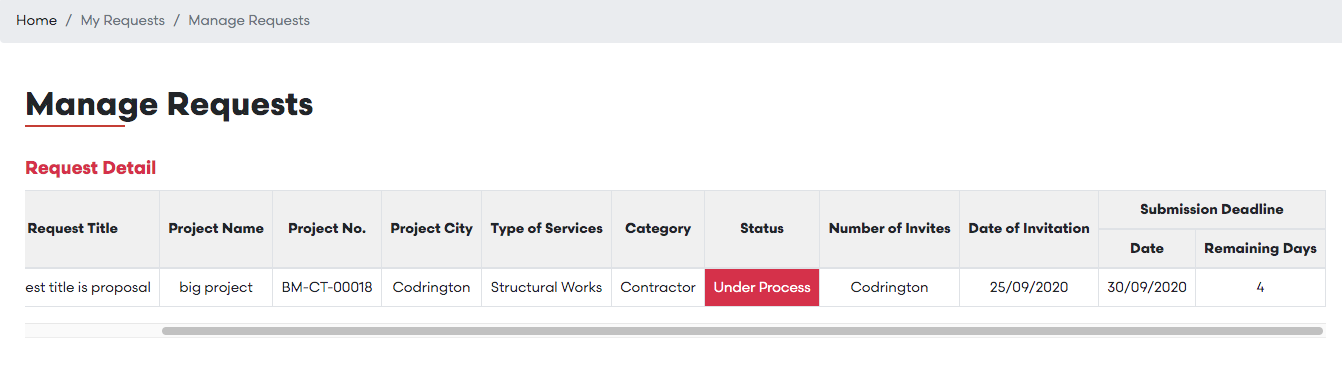 Home / My Requests / Manage Requests
Manage Requests
Request Detail
Request Title Project Name Project No. Project City Type of Services Category Status Number of Invites Date of Invitation Submission Deadline
Date Remaining Days
est title is proposal big project BM-CT-00018 Codrington Structural Works Contractor Under Process Codrington 25/09/2020 30/09/2020 4